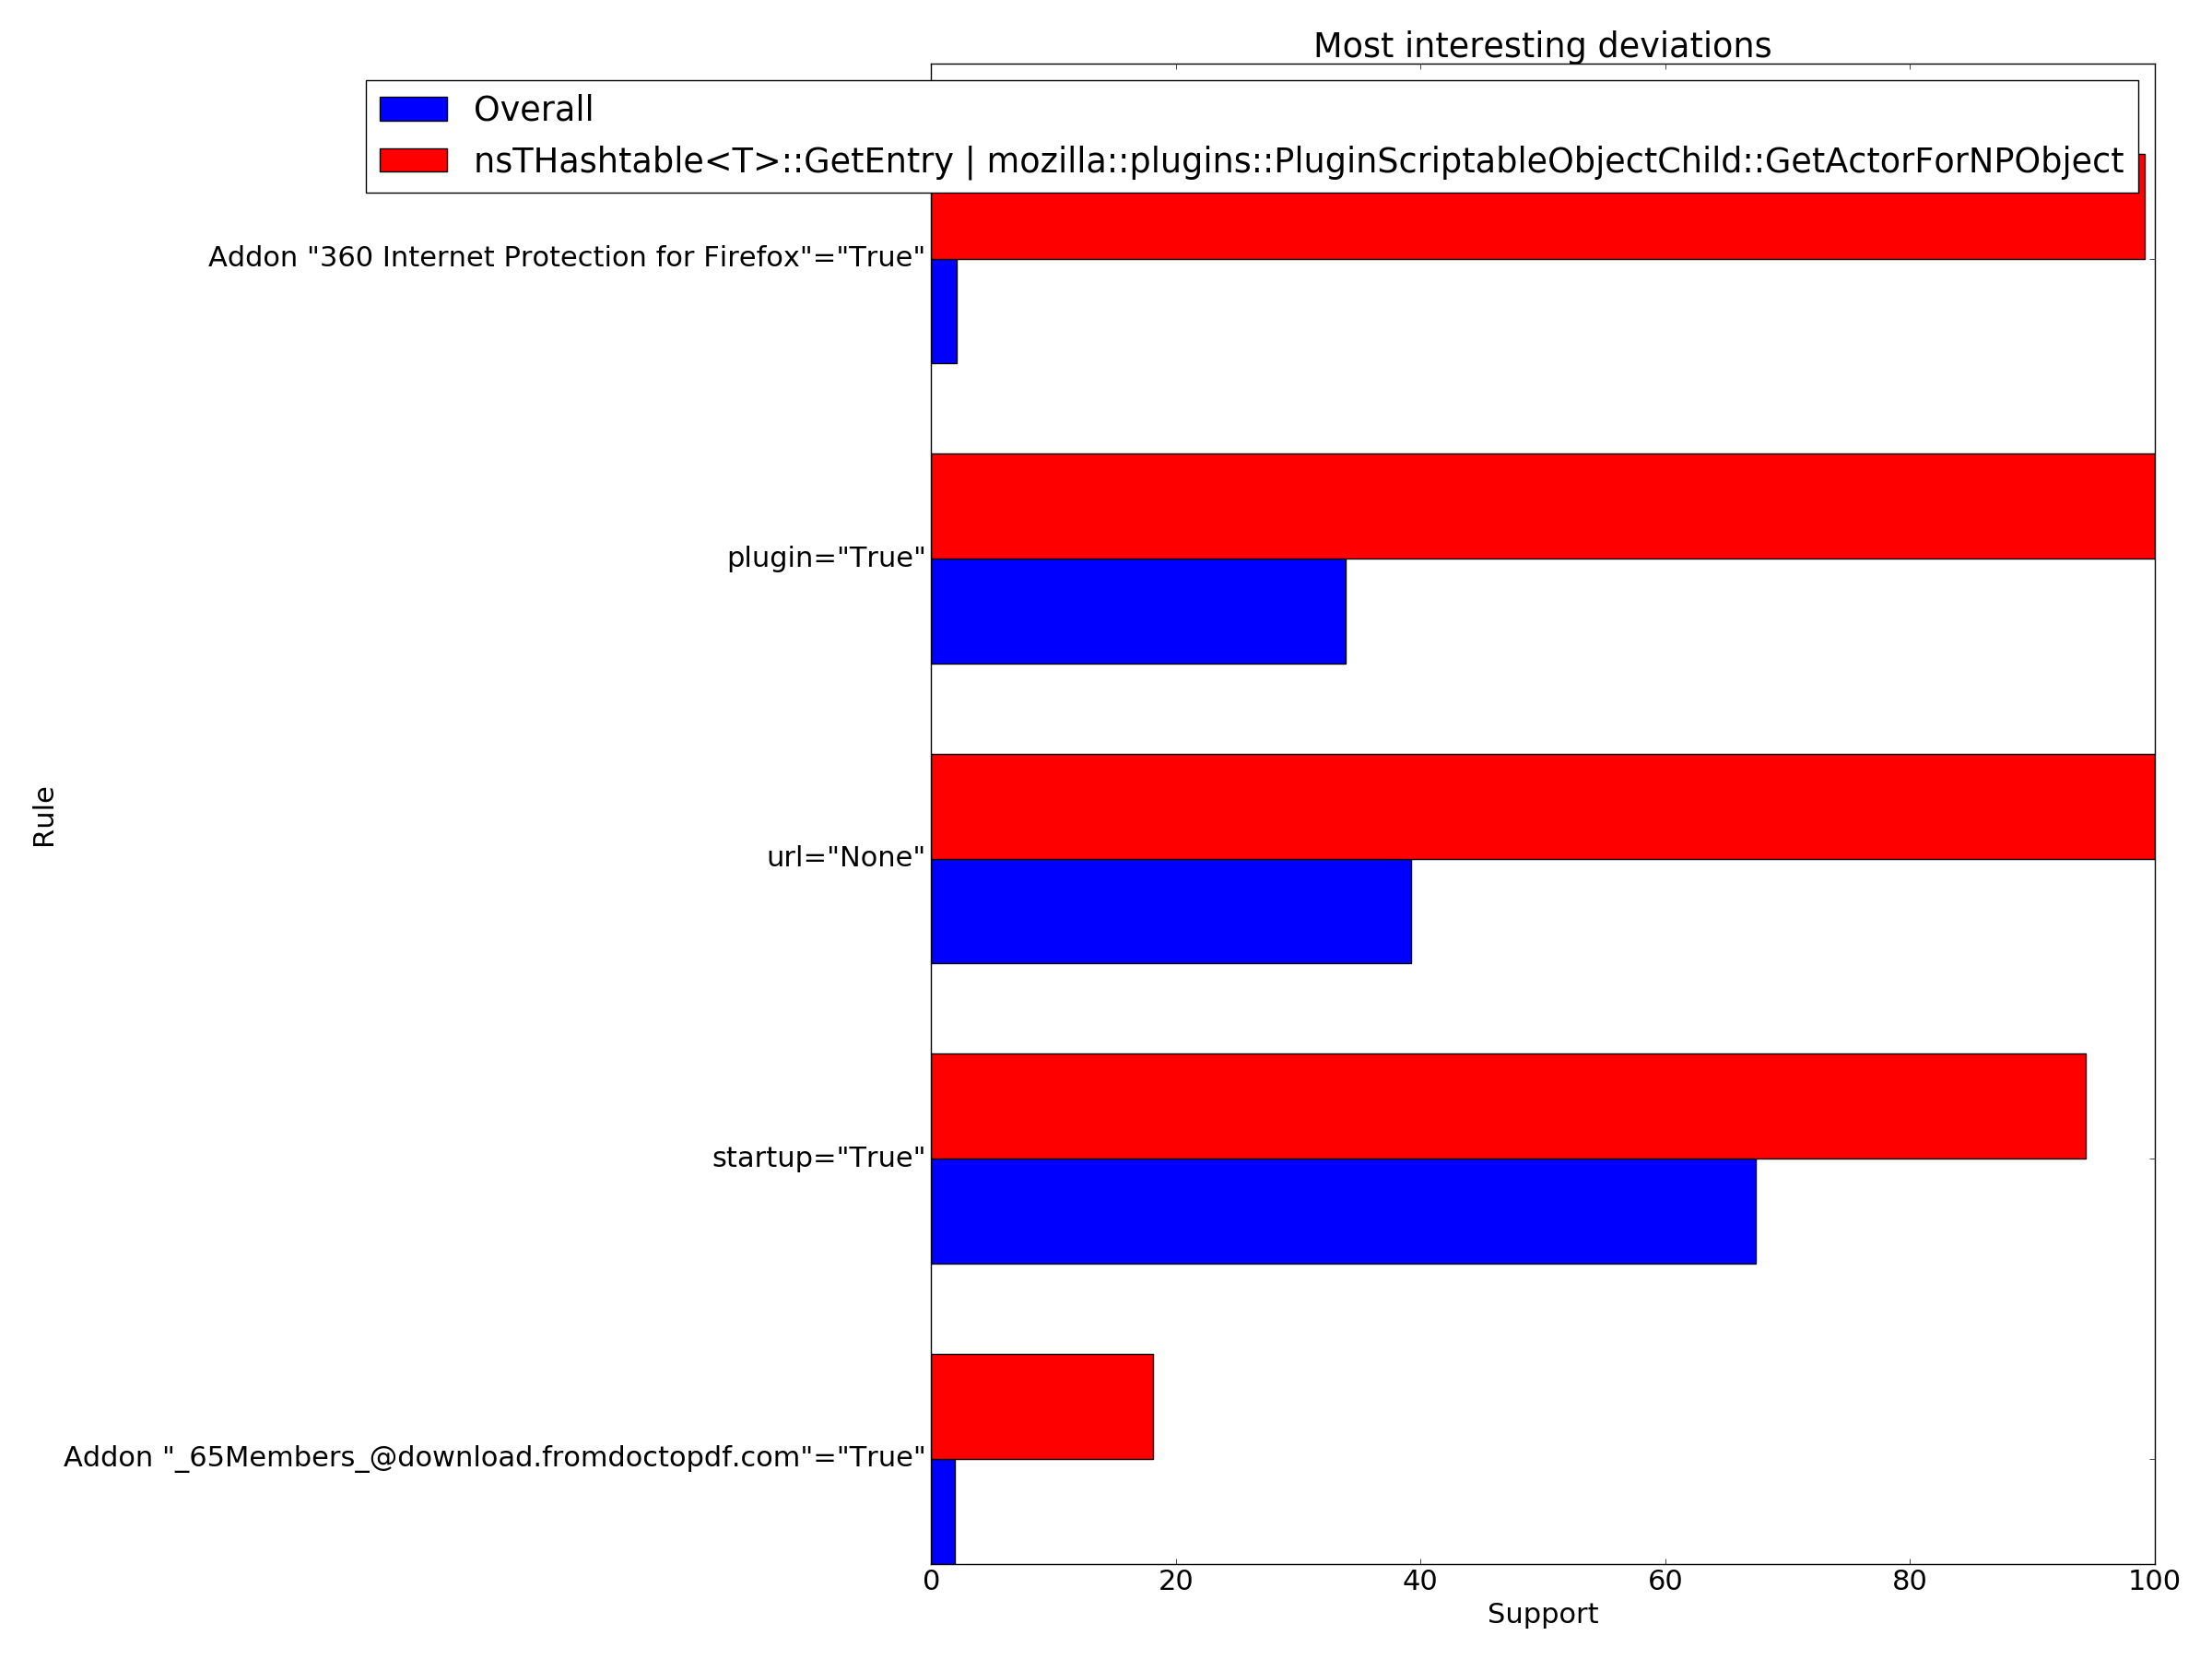 Most interesting deviations
Overall
nsTHashtable<T>::GetEntry | mozilla::plugins::PluginScriptableObjectChild::GetActorForNPObject
Addon "360 Internet Protection for Firefox"="True"
plugin="True"
url="None"
Rule
startup="True"
Addon "_65Members_@download.fromdoctopdf.com"="True"
0 20 40 60 80 100
Support